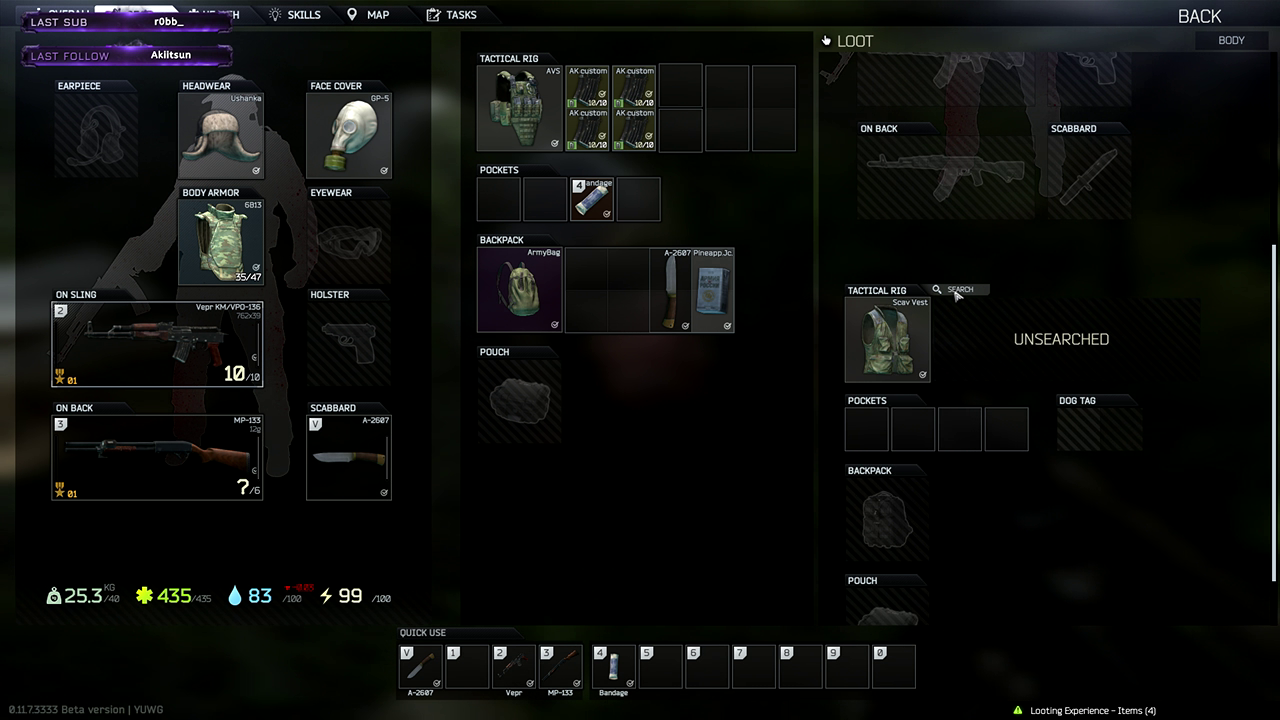 LAST SUB
r0bb_
LAST FOLLOW
Aklitsun
SKILLS
MAP
TASKS
BACK
EARPIECE
HEADWEAR
Ushanka
FACE COVER
GP-5
BODY ARMOR
6B13
35/47
EYEWEAR
ON SLING
2
Vepr KM/VPO-136
762x39
01
10/10
HOLSTER
ON BACK
3
MP-133
12g
01
?/6
SCABBARD
V
A-2607
25.3
KG
/40
435/435
83
/100
99
/100
TACTICAL RIG
AVS
AK custom
10/10
AK custom
10/10
AK custom
10/10
AK custom
10/10
POCKETS
4
andage
BACKPACK
ArmyBag
A-2607
Pineapp.Jc.
POUCH
LOOT
BODY
ON BACK
SCABBARD
TACTICAL RIG
SEARCH
Scav Vest
UNSEARCHED
POCKETS
DOG TAG
BACKPACK
POUCH
QUICK USE
V
1
2
3
4
5
6
7
8
9
0
A-2607
Vepr
MP-133
Bandage
0.11.7.3333 Beta version | YUWG
Looting Experience - Items (4)